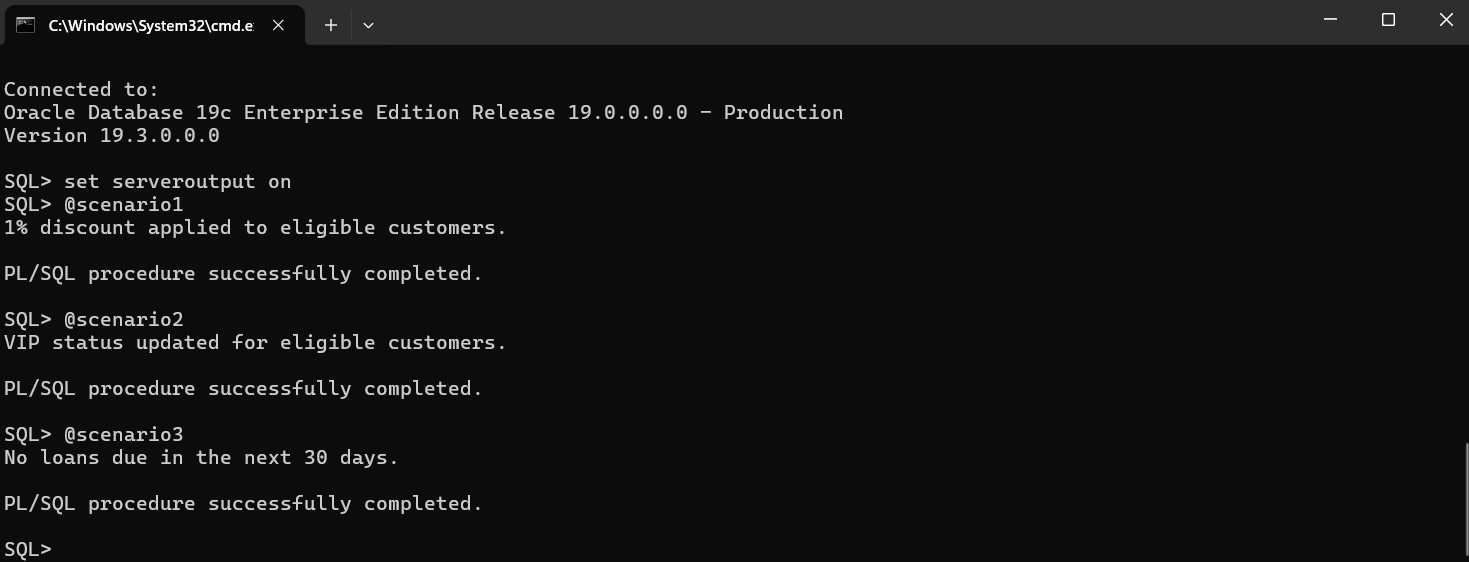 C:\Windows\System32\cmd.e
Connected to:
Oracle Database 19c Enterprise Edition Release 19.0.0.0.0 - Production
Version 19.3.0.0.0
SQL> set serveroutput on
SQL> @scenario1
1% discount applied to eligible customers.
PL/SQL procedure successfully completed.
SQL> @scenario2
VIP status updated for eligible customers.
PL/SQL procedure successfully completed.
SQL> @scenario3
No loans due in the next 30 days.
PL/SQL procedure successfully completed.
SQL>